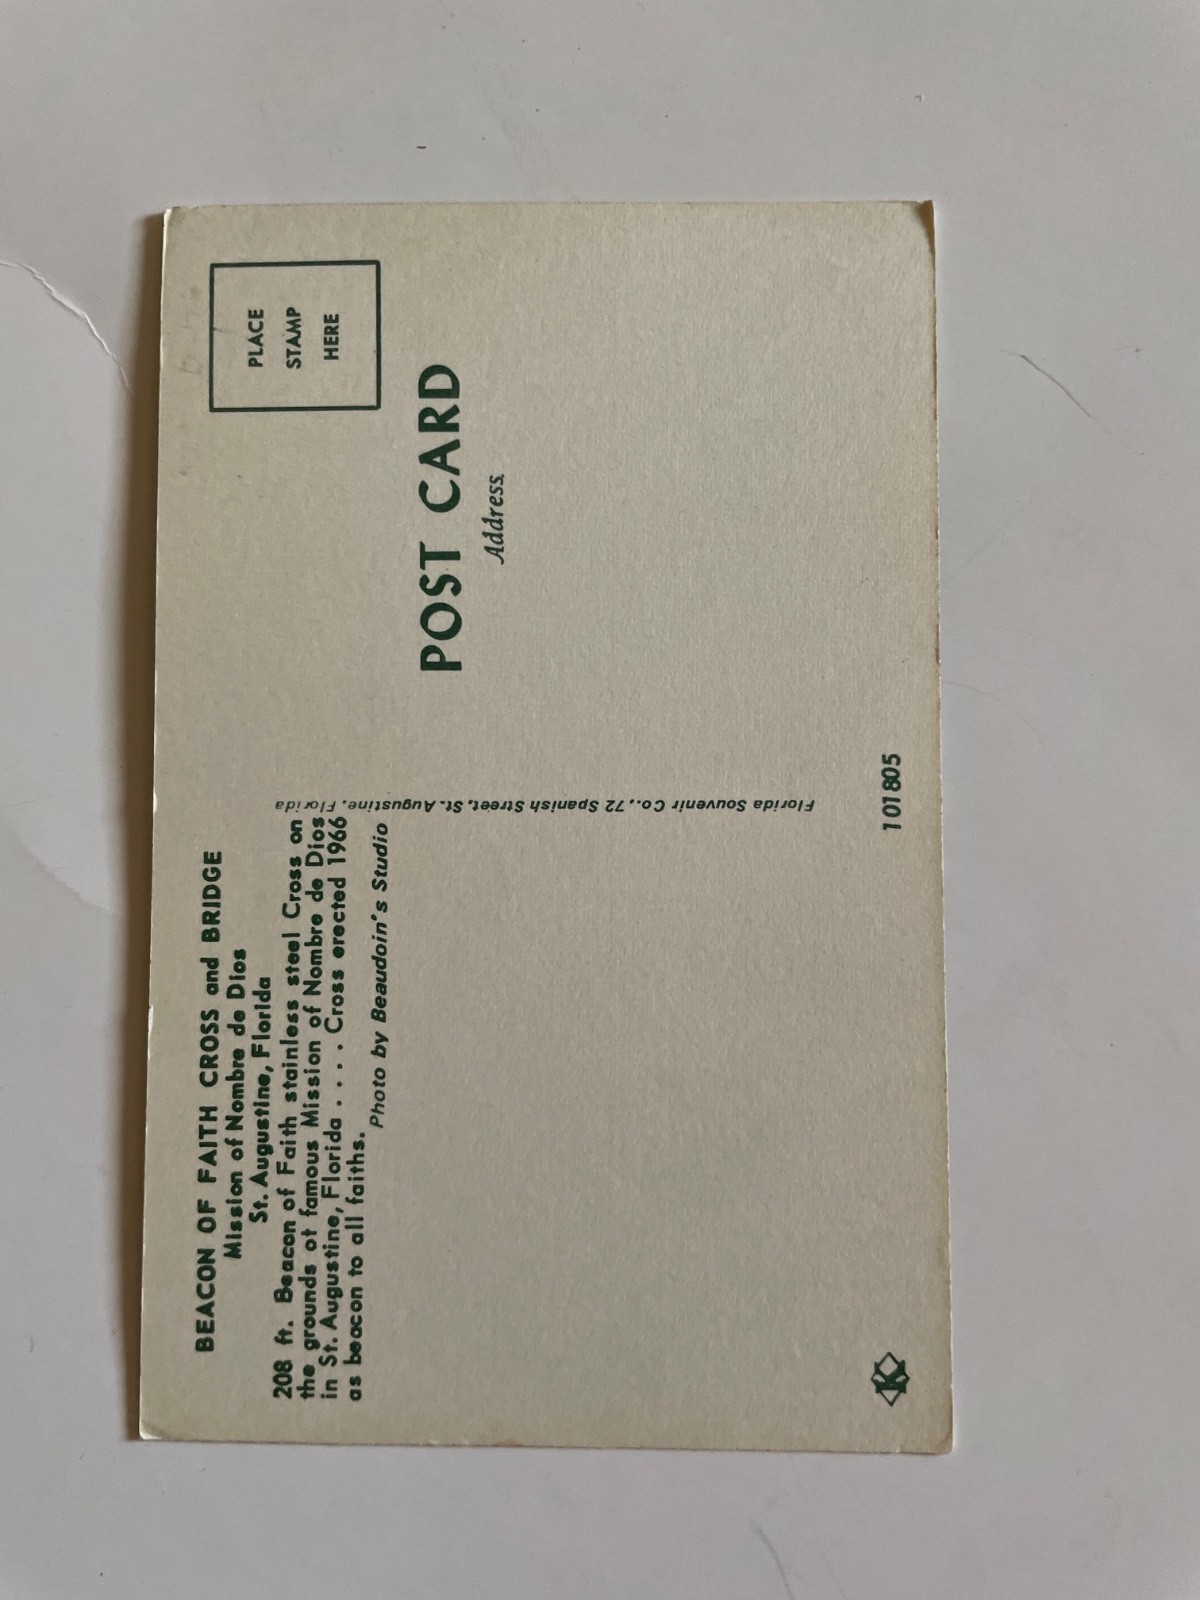 BEACON OF FAITH CROSS and BRIDGE
Mission of Nombre de Dios
St. Augustine, Florida
208 ft. Beacon of Faith stainless steel Cross on
the grounds of famous Mission of Nombre de Dios
in St. Augustine, Florida . . . . Cross erected 1966
as beacon to all faiths.
Photo by Beaudoin's Studio
Florida Souvenir Co., 72 Spanish Street, St. Augustine, Florida
PLACE
STAMP
HERE
POST CARD
Address
K
101805